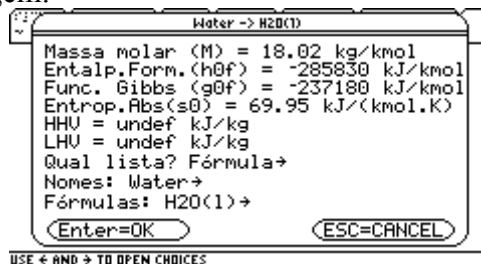 Water -> H2O(l)
Massa molar (M) = 18.02 kg/kmol
Entalp.Form.(h0f) = -285830 kJ/kmol
Func. Gibbs (g0f) = -237180 kJ/kmol
Entrop.Abs(s0) = 69.95 kJ/(kmol.K)
HHV = undef kJ/kg
LHV = undef kJ/kg
Qual lista? Fórmula→
Nomes: Water→
Fórmulas: H2O(l)→
Enter=OK ESC=CANCEL
USE ← AND → TO OPEN CHOICES